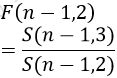 F(n − 1,2)
= S(n − 1,3) / S(n − 1,2)